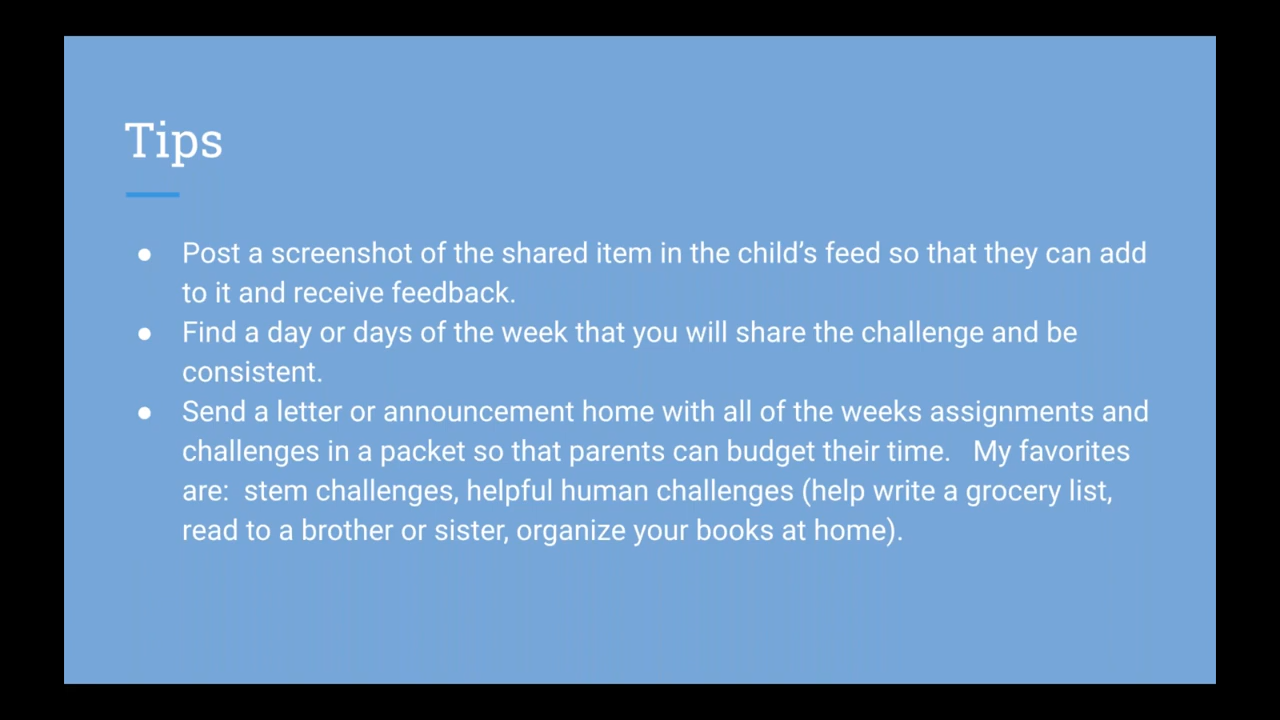 Tips
● Post a screenshot of the shared item in the child’s feed so that they can add
to it and receive feedback.
● Find a day or days of the week that you will share the challenge and be
consistent.
● Send a letter or announcement home with all of the weeks assignments and
challenges in a packet so that parents can budget their time.   My favorites
are:  stem challenges, helpful human challenges (help write a grocery list,
read to a brother or sister, organize your books at home).